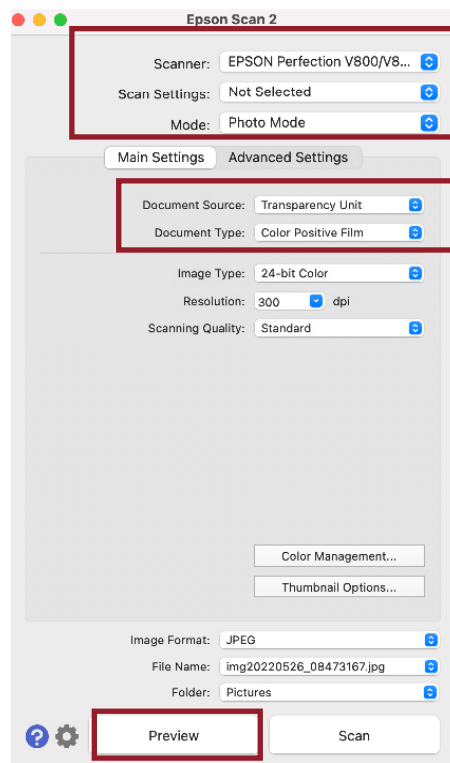 Epson Scan 2
Scanner: EPSON Perfection V800/V8...
Scan Settings: Not Selected
Mode: Photo Mode
Main Settings Advanced Settings
Document Source: Transparency Unit
Document Type: Color Positive Film
Image Type: 24-bit Color
Resolution: 300 dpi
Scanning Quality: Standard
Color Management...
Thumbnail Options...
Image Format: JPEG
File Name: img20220526_08473167.jpg
Folder: Pictures
? Preview Scan